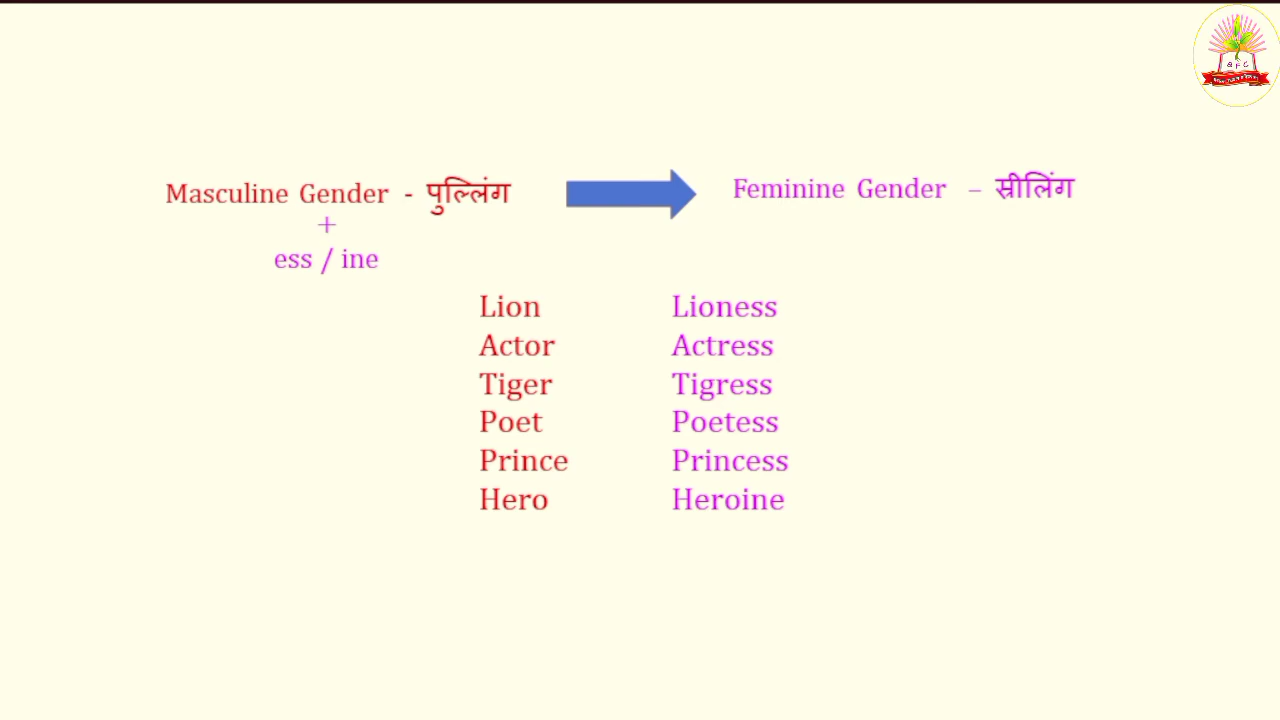 Masculine Gender - पुल्लिंग
Feminine Gender – स्रीलिंग
+
ess / ine
Lion Lioness
Actor Actress
Tiger Tigress
Poet Poetess
Prince Princess
Hero Heroine